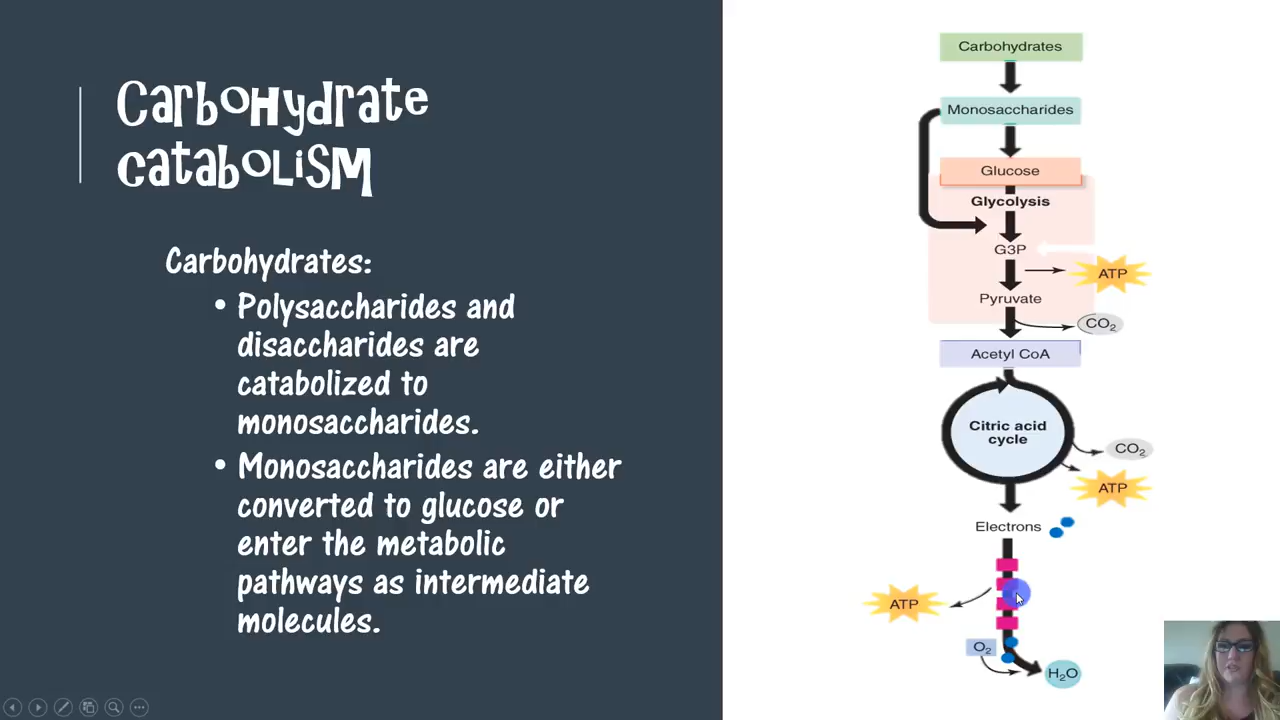 Carbohydrate
catabolism
Carbohydrates:
• Polysaccharides and
disaccharides are
catabolized to
monosaccharides.
• Monosaccharides are either
converted to glucose or
enter the metabolic
pathways as intermediate
molecules.
Carbohydrates
Monosaccharides
Glucose
Glycolysis
G3P
ATP
Pyruvate
CO₂
Acetyl CoA
Citric acid
cycle
CO₂
ATP
Electrons
ATP
O₂
H₂O